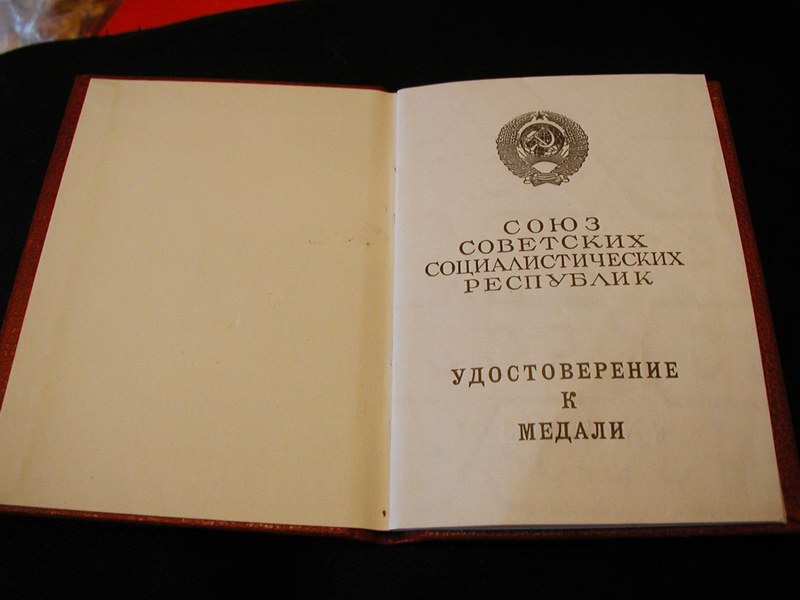 СОЮЗ
СОВЕТСКИХ
СОЦИАЛИСТИЧЕСКИХ
РЕСПУБЛИК
УДОСТОВЕРЕНИЕ
К
МЕДАЛИ